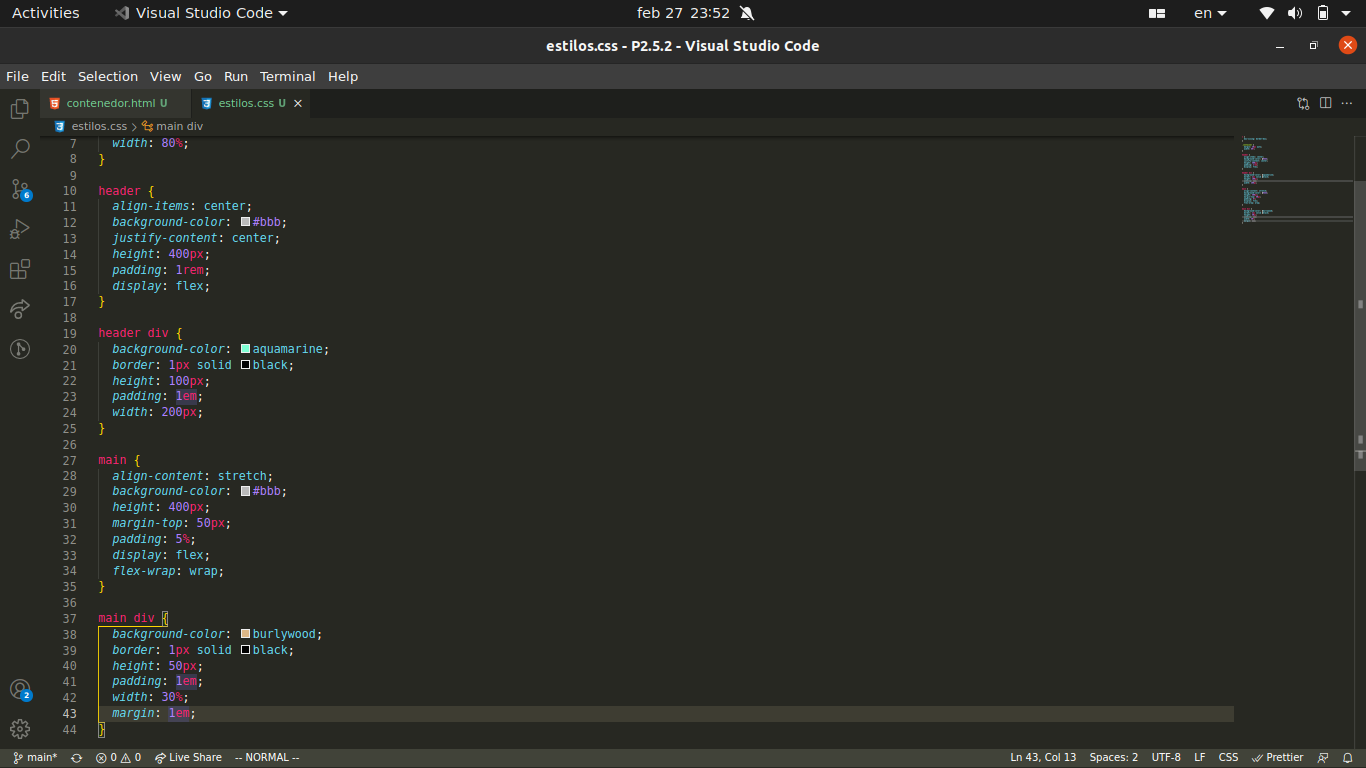 Activities Visual Studio Code feb 27 23:52 en
estilos.css - P2.5.2 - Visual Studio Code
File Edit Selection View Go Run Terminal Help
contenedor.html U estilos.css U
estilos.css main div
7 width: 80%;
8 }
9
10 header {
11 align-items: center;
12 background-color: #bbb;
13 justify-content: center;
14 height: 400px;
15 padding: 1rem;
16 display: flex;
17 }
18
19 header div {
20 background-color: aquamarine;
21 border: 1px solid black;
22 height: 100px;
23 padding: 1em;
24 width: 200px;
25 }
26
27 main {
28 align-content: stretch;
29 background-color: #bbb;
30 height: 400px;
31 margin-top: 50px;
32 padding: 5%;
33 display: flex;
34 flex-wrap: wrap;
35 }
36
37 main div {
38 background-color: burlywood;
39 border: 1px solid black;
40 height: 50px;
41 padding: 1em;
42 width: 30%;
43 margin: 1em;
44 }
6
2
main* 0 0 Live Share -- NORMAL -- Ln 43, Col 13 Spaces: 2 UTF-8 LF CSS Prettier